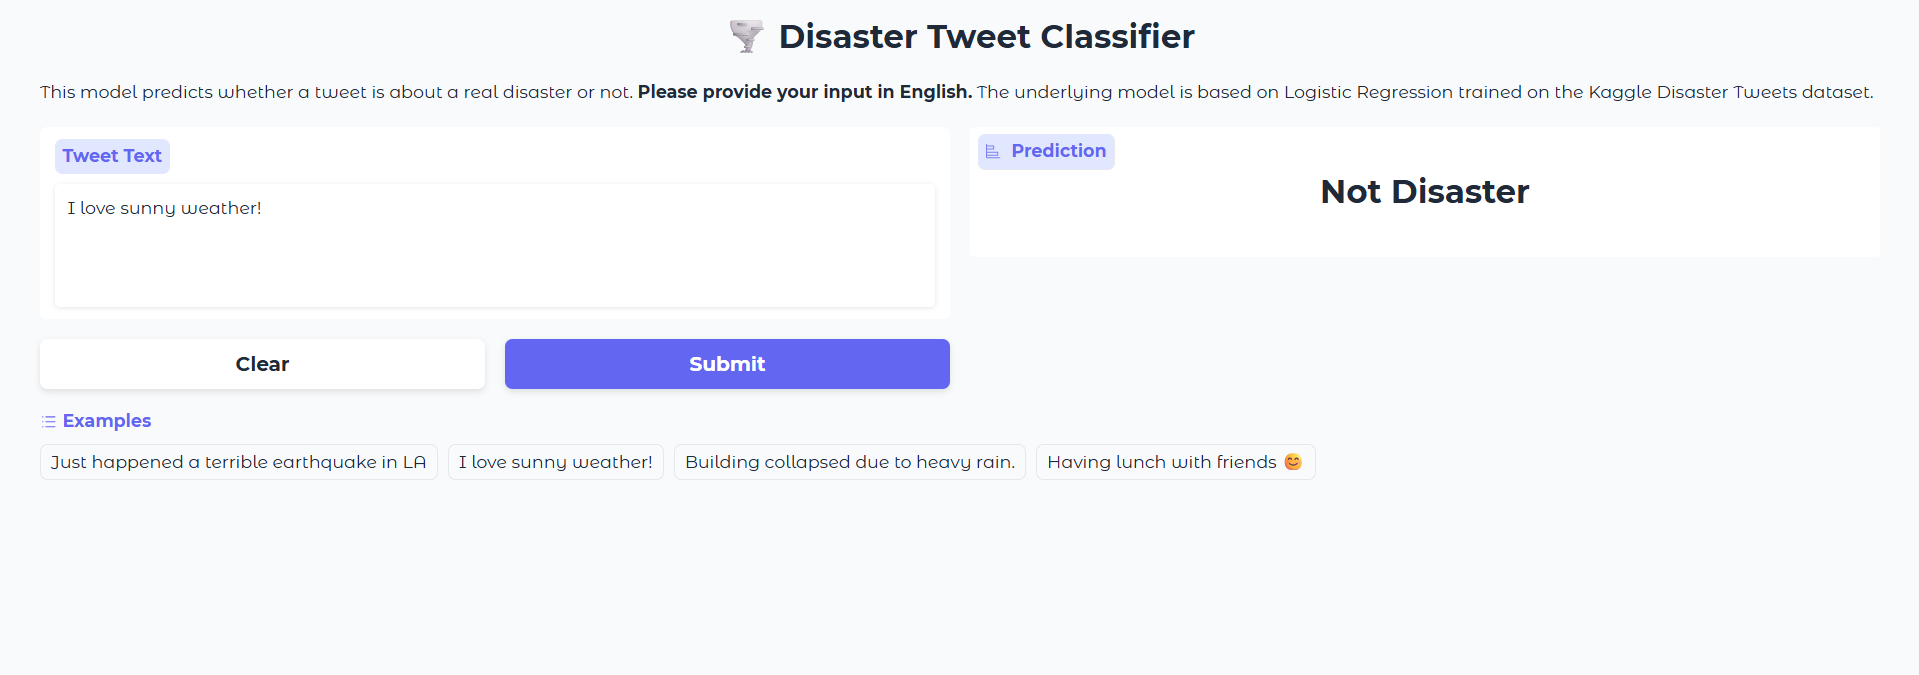 Disaster Tweet Classifier
This model predicts whether a tweet is about a real disaster or not. Please provide your input in English. The underlying model is based on Logistic Regression trained on the Kaggle Disaster Tweets dataset.
Tweet Text
I love sunny weather!
Prediction
Not Disaster
Clear
Submit
Examples
Just happened a terrible earthquake in LA
I love sunny weather!
Building collapsed due to heavy rain.
Having lunch with friends 😊